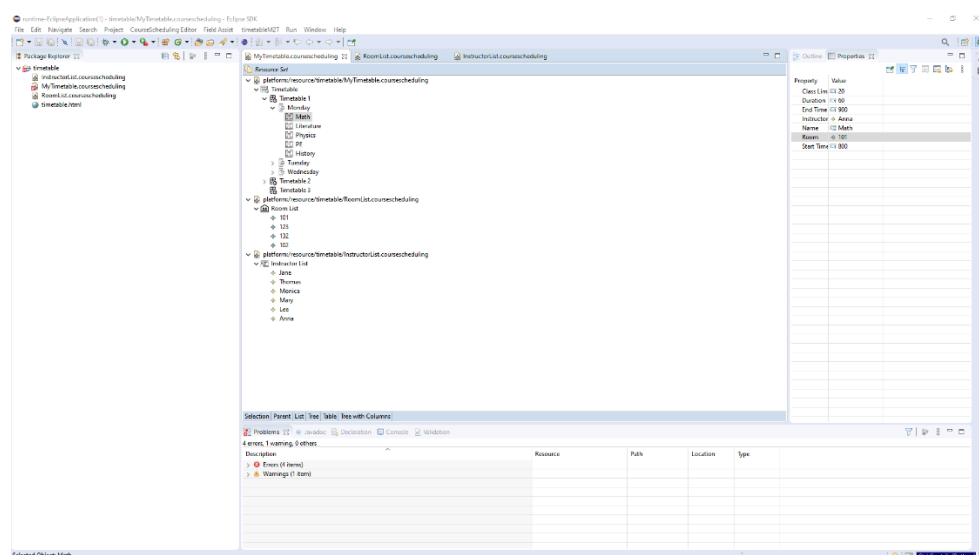 runtime-EclipseApplication(1) - timetable/MyTimetable.coursescheduling - Eclipse SDK
File Edit Navigate Search Project CourseScheduling Editor Field Assist timetableM2T Run Window Help
Package Explorer
timetable
InstructorList.coursescheduling
MyTimetable.coursescheduling
RoomList.coursescheduling
timetable.html
MyTimetable.coursescheduling RoomList.coursescheduling InstructorList.coursescheduling
Resource Set
platform:/resource/timetable/MyTimetable.coursescheduling
Timetable
Timetable 1
Monday
Math
Literature
Physics
PE
History
Tuesday
Wednesday
Timetable 2
Timetable 3
platform:/resource/timetable/RoomList.coursescheduling
Room List
101
123
132
102
platform:/resource/timetable/InstructorList.coursescheduling
Instructor List
Jane
Thomas
Monica
Mary
Lea
Anna
Selection Parent List Tree Table Tree with Columns
Outline Properties
Property Value
Class Lim 20
Duration 60
End Time 900
Instructor Anna
Name Math
Room 101
Start Time 800
Problems Javadoc Declaration Console Validation
4 errors, 1 warning, 0 others
Description Resource Path Location Type
Errors (4 items)
Warnings (1 item)
Selected Object: Math